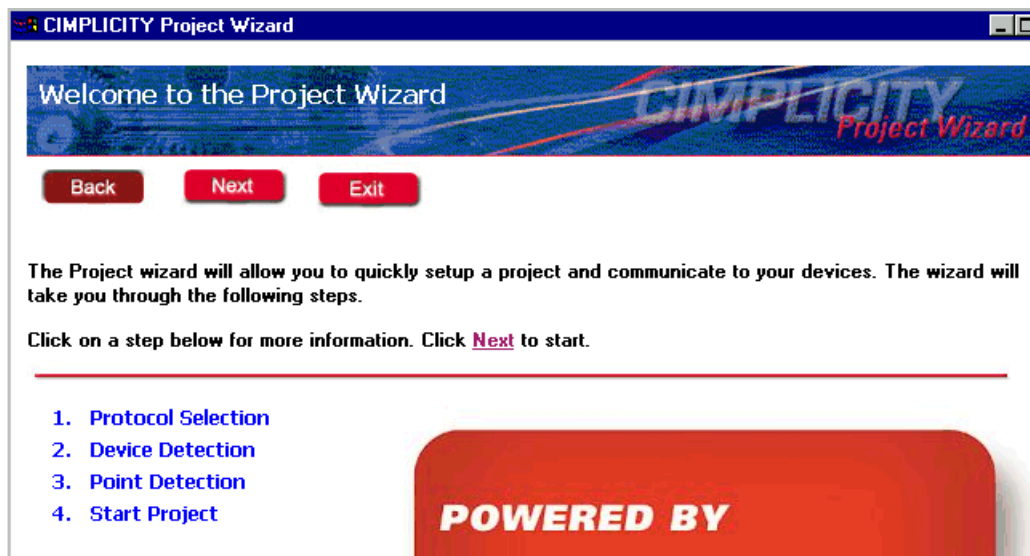 CIMPLICITY Project Wizard
Welcome to the Project Wizard
CIMPLICITY
Project Wizard
Back Next Exit
The Project wizard will allow you to quickly setup a project and communicate to your devices. The wizard will
take you through the following steps.
Click on a step below for more information. Click Next to start.
1. Protocol Selection
2. Device Detection
3. Point Detection
4. Start Project
POWERED BY